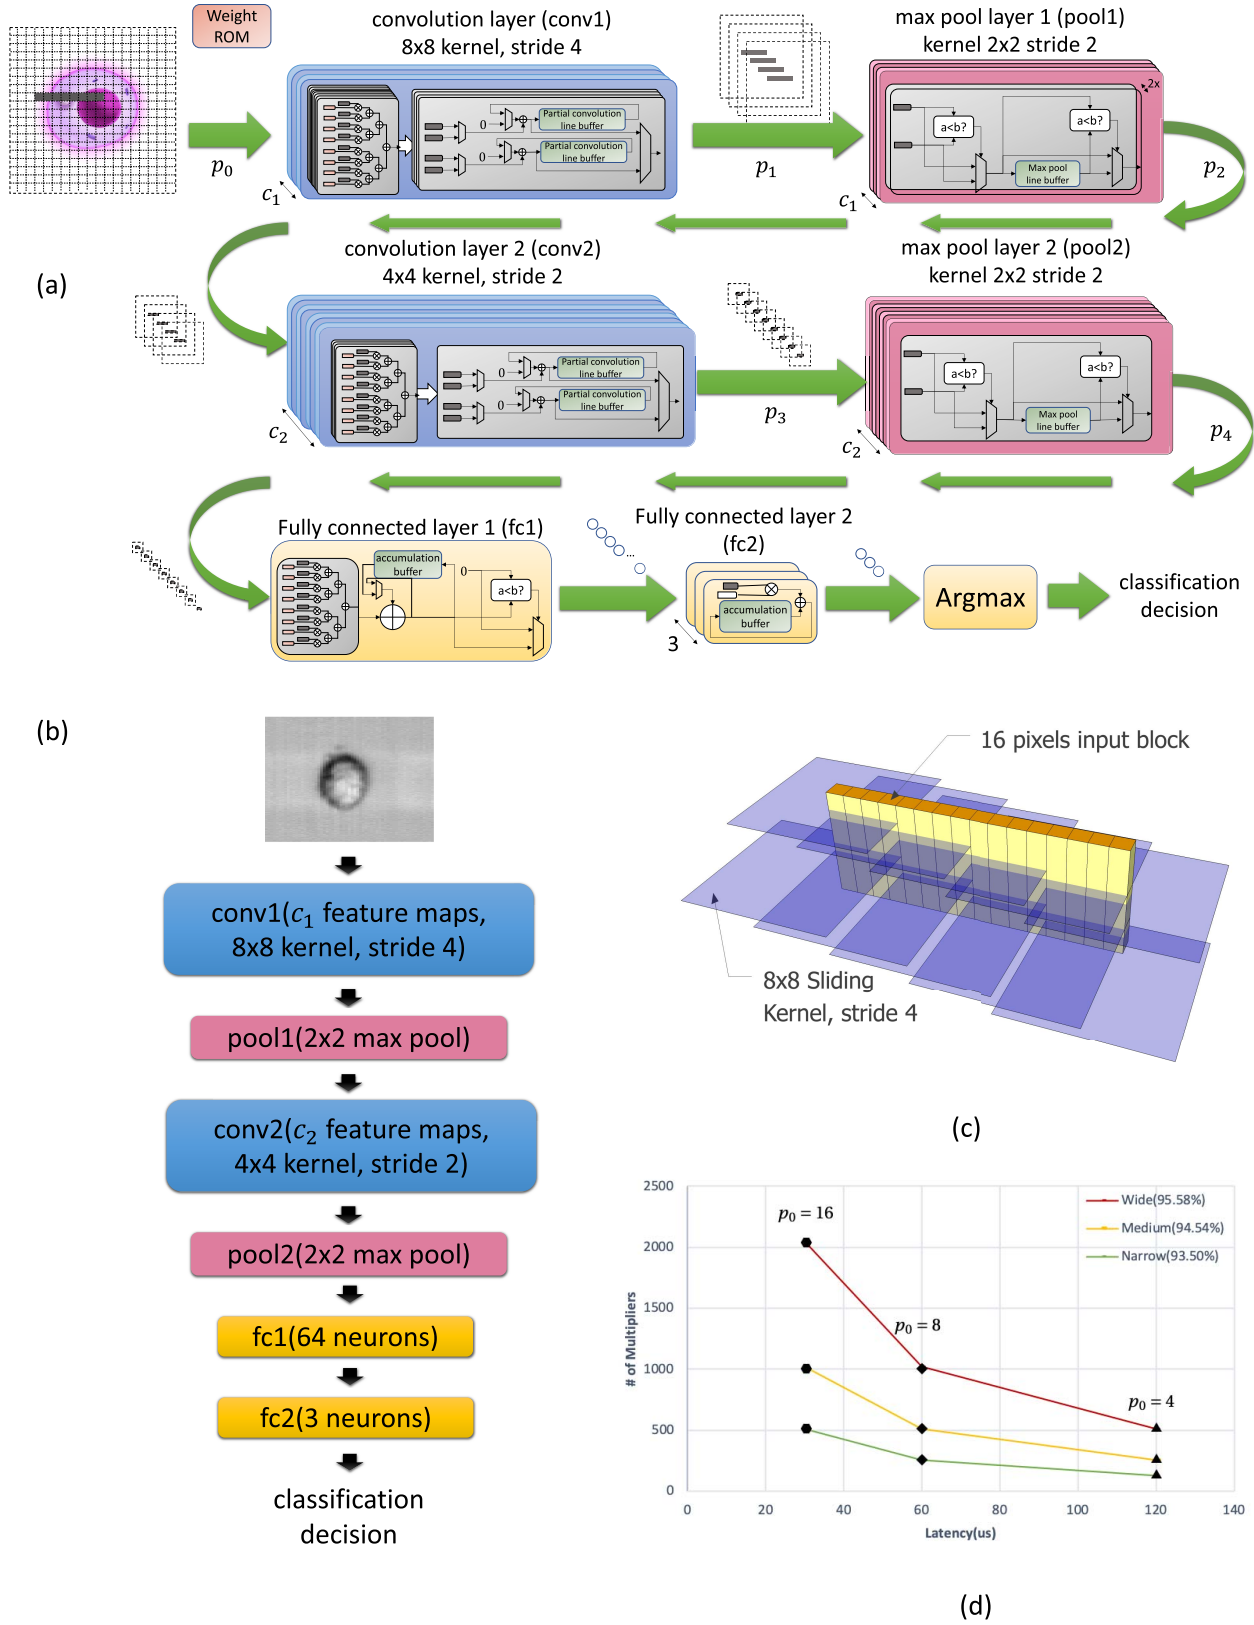 Weight
ROM
convolution layer (conv1)
8x8 kernel, stride 4
max pool layer 1 (pool1)
kernel 2x2 stride 2
2x
0
Partial convolution
line buffer
0
Partial convolution
line buffer
a<b?
a<b?
Max pool
line buffer
p0
p1
p2
c1
c1
(a)
convolution layer 2 (conv2)
4x4 kernel, stride 2
max pool layer 2 (pool2)
kernel 2x2 stride 2
0
Partial convolution
line buffer
0
Partial convolution
line buffer
a<b?
a<b?
Max pool
line buffer
p3
p4
c2
c2
Fully connected layer 1 (fc1)
accumulation
buffer
0
a<b?
...
Fully connected layer 2
(fc2)
accumulation
buffer
3
Argmax
classification
decision
(b)
conv1(c1 feature maps,
8x8 kernel, stride 4)
pool1(2x2 max pool)
conv2(c2 feature maps,
4x4 kernel, stride 2)
pool2(2x2 max pool)
fc1(64 neurons)
fc2(3 neurons)
classification
decision
16 pixels input block
8x8 Sliding
Kernel, stride 4
(c)
2500
2000
1500
1000
500
0
# of Multipliers
p0 = 16
p0 = 8
p0 = 4
Wide(95.58%)
Medium(94.54%)
Narrow(93.50%)
0 20 40 60 80 100 120 140
Latency(us)
(d)